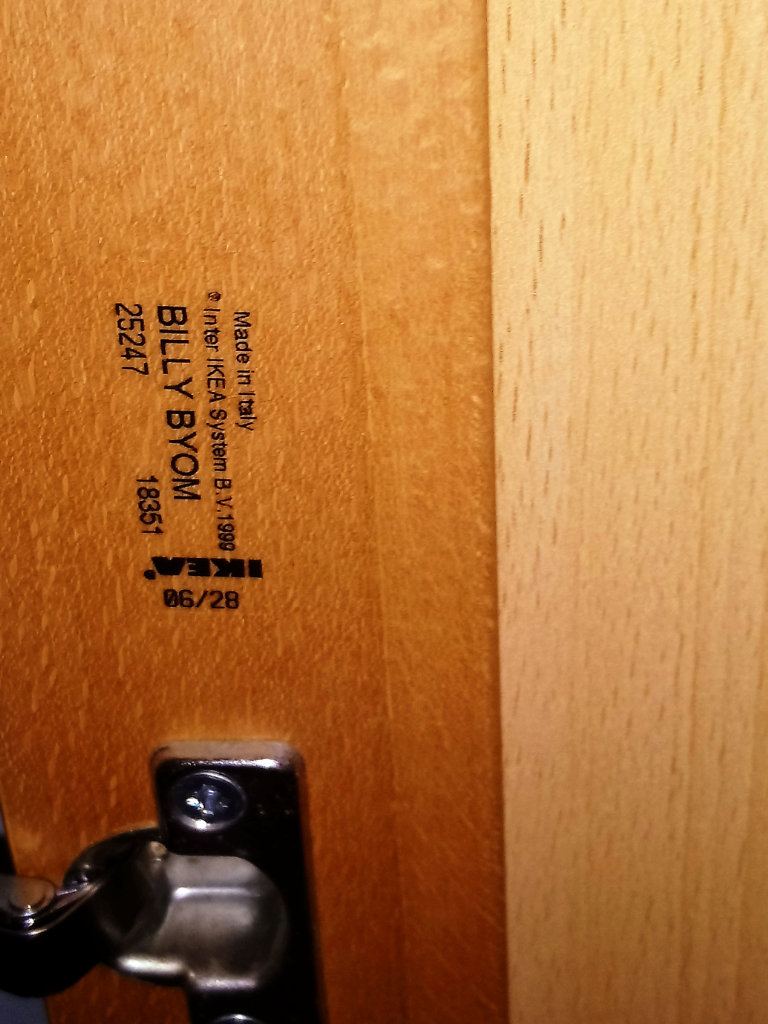 Made in Italy
® Inter IKEA System B.V. 1999
BILLY BYOM
25247 18351
IKEA®
06/28